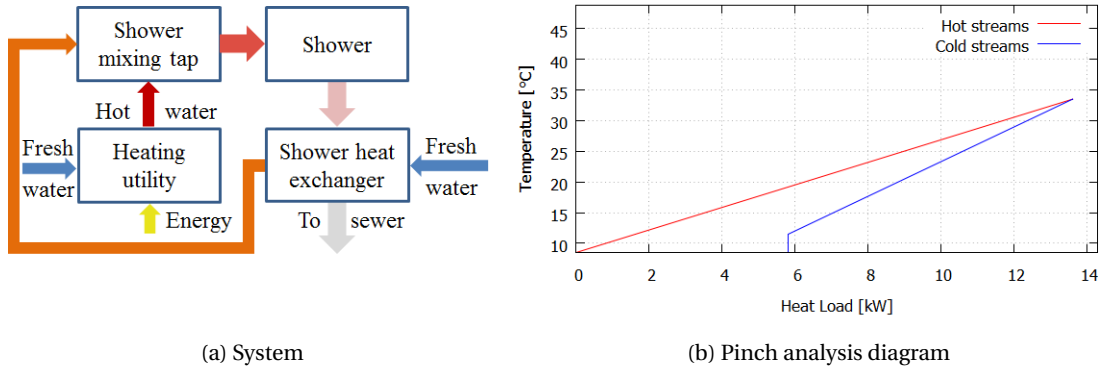 Shower
mixing tap
Shower
Hot water
Fresh
water
Heating
utility
Shower heat
exchanger
Fresh
water
Energy
To sewer
(a) System
Hot streams
Cold streams
45
40
35
30
25
20
15
10
Temperature [°C]
0 2 4 6 8 10 12 14
Heat Load [kW]
(b) Pinch analysis diagram